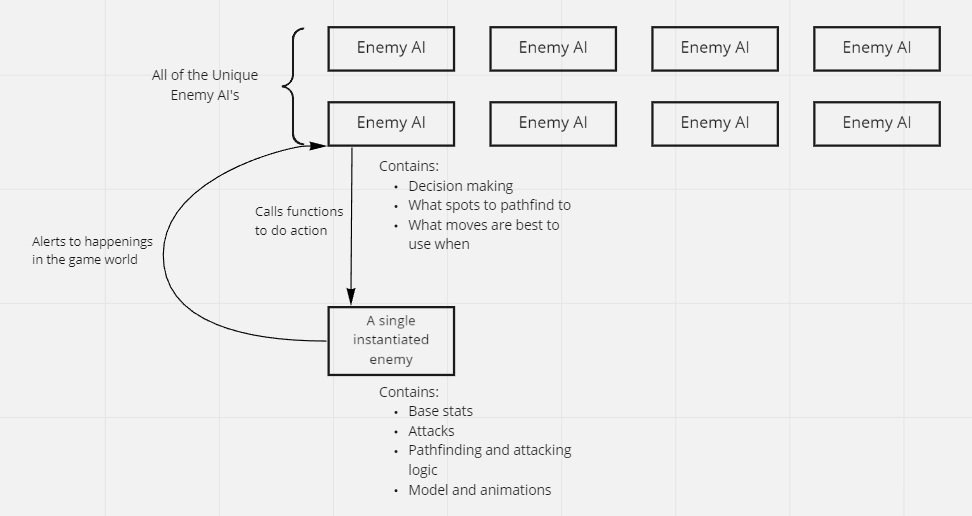 Enemy AI
Enemy AI
Enemy AI
Enemy AI
All of the Unique
Enemy AI's
Enemy AI
Enemy AI
Enemy AI
Enemy AI
Contains:
• Decision making
• What spots to pathfind to
• What moves are best to
use when
Calls functions
to do action
Alerts to happenings
in the game world
A single
instantiated
enemy
Contains:
• Base stats
• Attacks
• Pathfinding and attacking
logic
• Model and animations